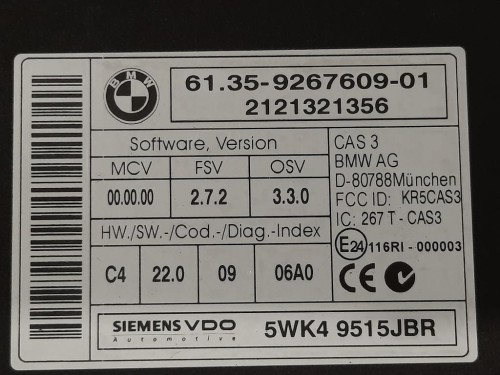 BMW
61.35-9267609-01
2121321356
Software, Version
MCV FSV OSV
00.00.00 2.7.2 3.3.0
HW./SW.-/Cod.-/Diag.-Index
C4 22.0 09 06A0
CAS 3
BMW AG
D-80788München
FCC ID: KR5CAS3
IC: 267 T - CAS3
E24 116RI - 000003
CE
SIEMENS VDO
Automotive
5WK4 9515JBR